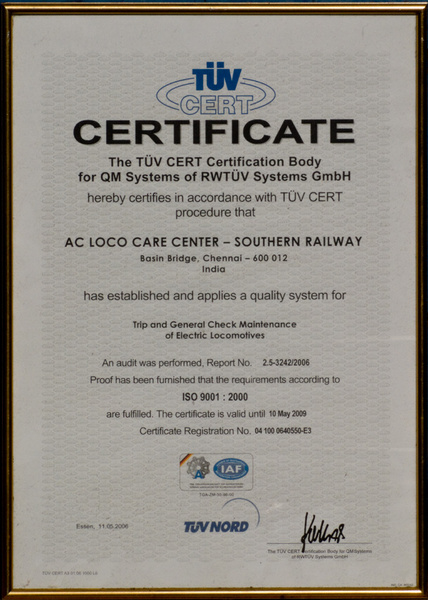 TÜV
CERT
CERTIFICATE
The TÜV CERT Certification Body
for QM Systems of RWTÜV Systems GmbH
hereby certifies in accordance with TÜV CERT
procedure that
AC LOCO CARE CENTER – SOUTHERN RAILWAY
Basin Bridge, Chennai – 600 012
India
has established and applies a quality system for
Trip and General Check Maintenance
of Electric Locomotives
An audit was performed, Report No. 2.5-3242/2006
Proof has been furnished that the requirements according to
ISO 9001 : 2000
are fulfilled. The certificate is valid until 10 May 2009
Certificate Registration No. 04 100 0640550-E3
IAF
Essen, 11.05.2006
TÜV NORD
The TÜV CERT Certification Body for QM Systems
of RWTÜV Systems GmbH